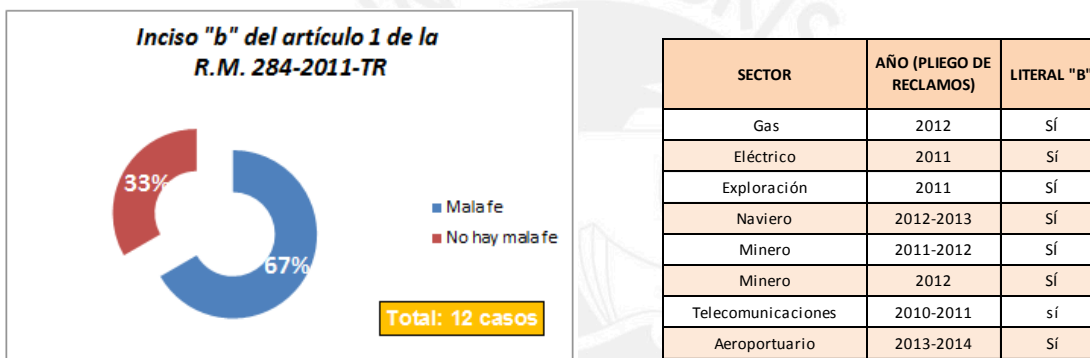 Inciso "b" del artículo 1 de la
R.M. 284-2011-TR
33%
67%
Mala fe
No hay mala fe
Total: 12 casos
SECTOR AÑO (PLIEGO DE RECLAMOS) LITERAL "B"
Gas 2012 SÍ
Eléctrico 2011 SÍ
Exploración 2011 SÍ
Naviero 2012-2013 SÍ
Minero 2011-2012 SÍ
Minero 2012 SÍ
Telecomunicaciones 2010-2011 sí
Aeroportuario 2013-2014 SÍ